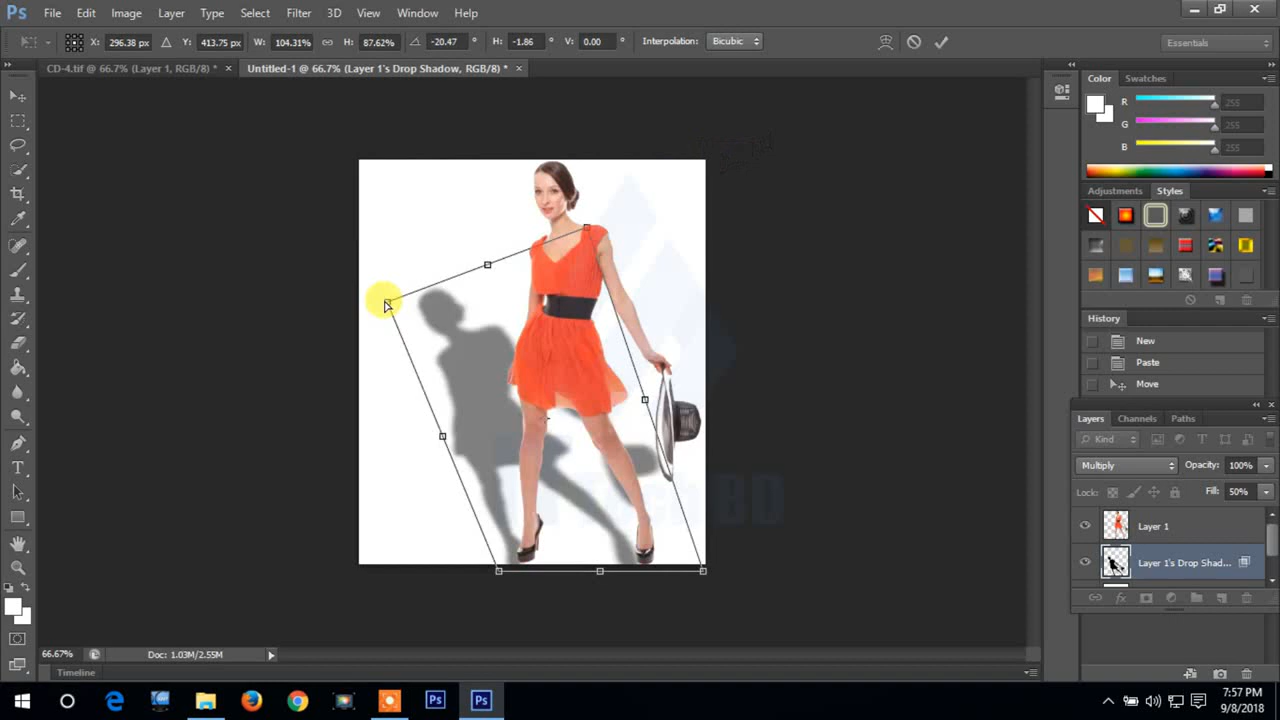 Ps File Edit Image Layer Type Select Filter 3D View Window Help
X: 296.38 px Y: 413.75 px W: 104.31% H: 87.62% -20.47 ° H: -1.86 ° V: 0.00 ° Interpolation: Bicubic Essentials
CD-4.tif @ 66.7% (Layer 1, RGB/8) * × Untitled-1 @ 66.7% (Layer 1's Drop Shadow, RGB/8) * ×
Color Swatches
R 255
G 255
B 255
Adjustments Styles
History
New
Paste
Move
Layers Channels Paths
Kind
Multiply Opacity: 100%
Lock: Fill: 50%
Layer 1
Layer 1's Drop Shad...
66.67% Doc: 1.03M/2.55M
Timeline
Ps Ps
7:57 PM
9/8/2018